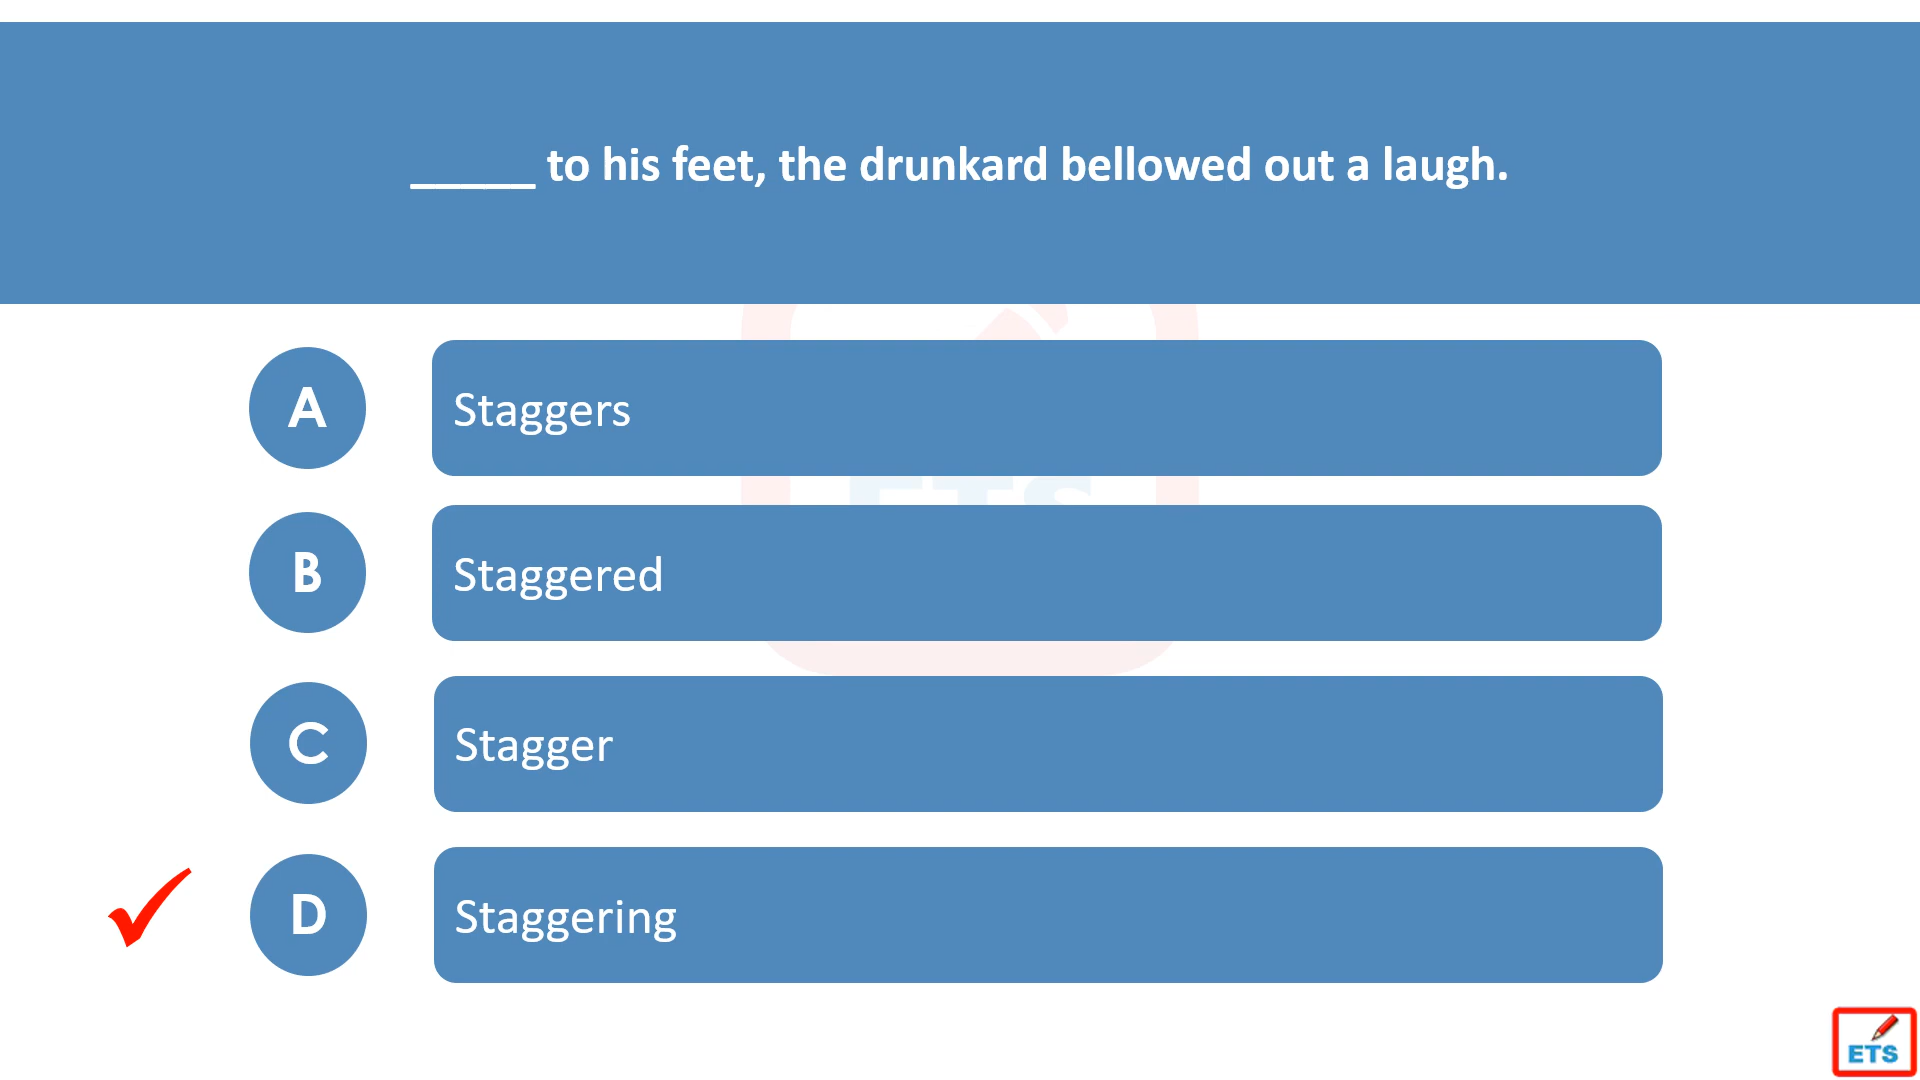 _____ to his feet, the drunkard bellowed out a laugh.
A Staggers
B Staggered
C Stagger
D Staggering
ETS